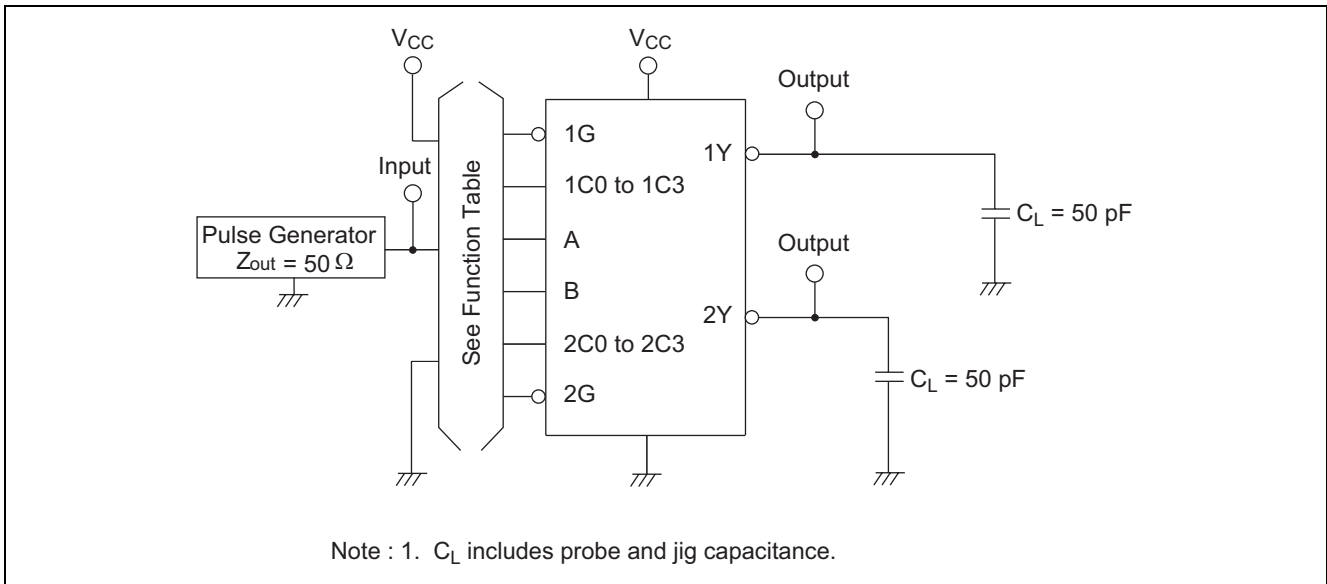 VCC
VCC
Output
Input
Pulse Generator
Zout = 50 Ω
See Function Table
1G
1C0 to 1C3
A
B
2C0 to 2C3
2G
1Y
2Y
CL = 50 pF
Output
CL = 50 pF
Note : 1. CL includes probe and jig capacitance.